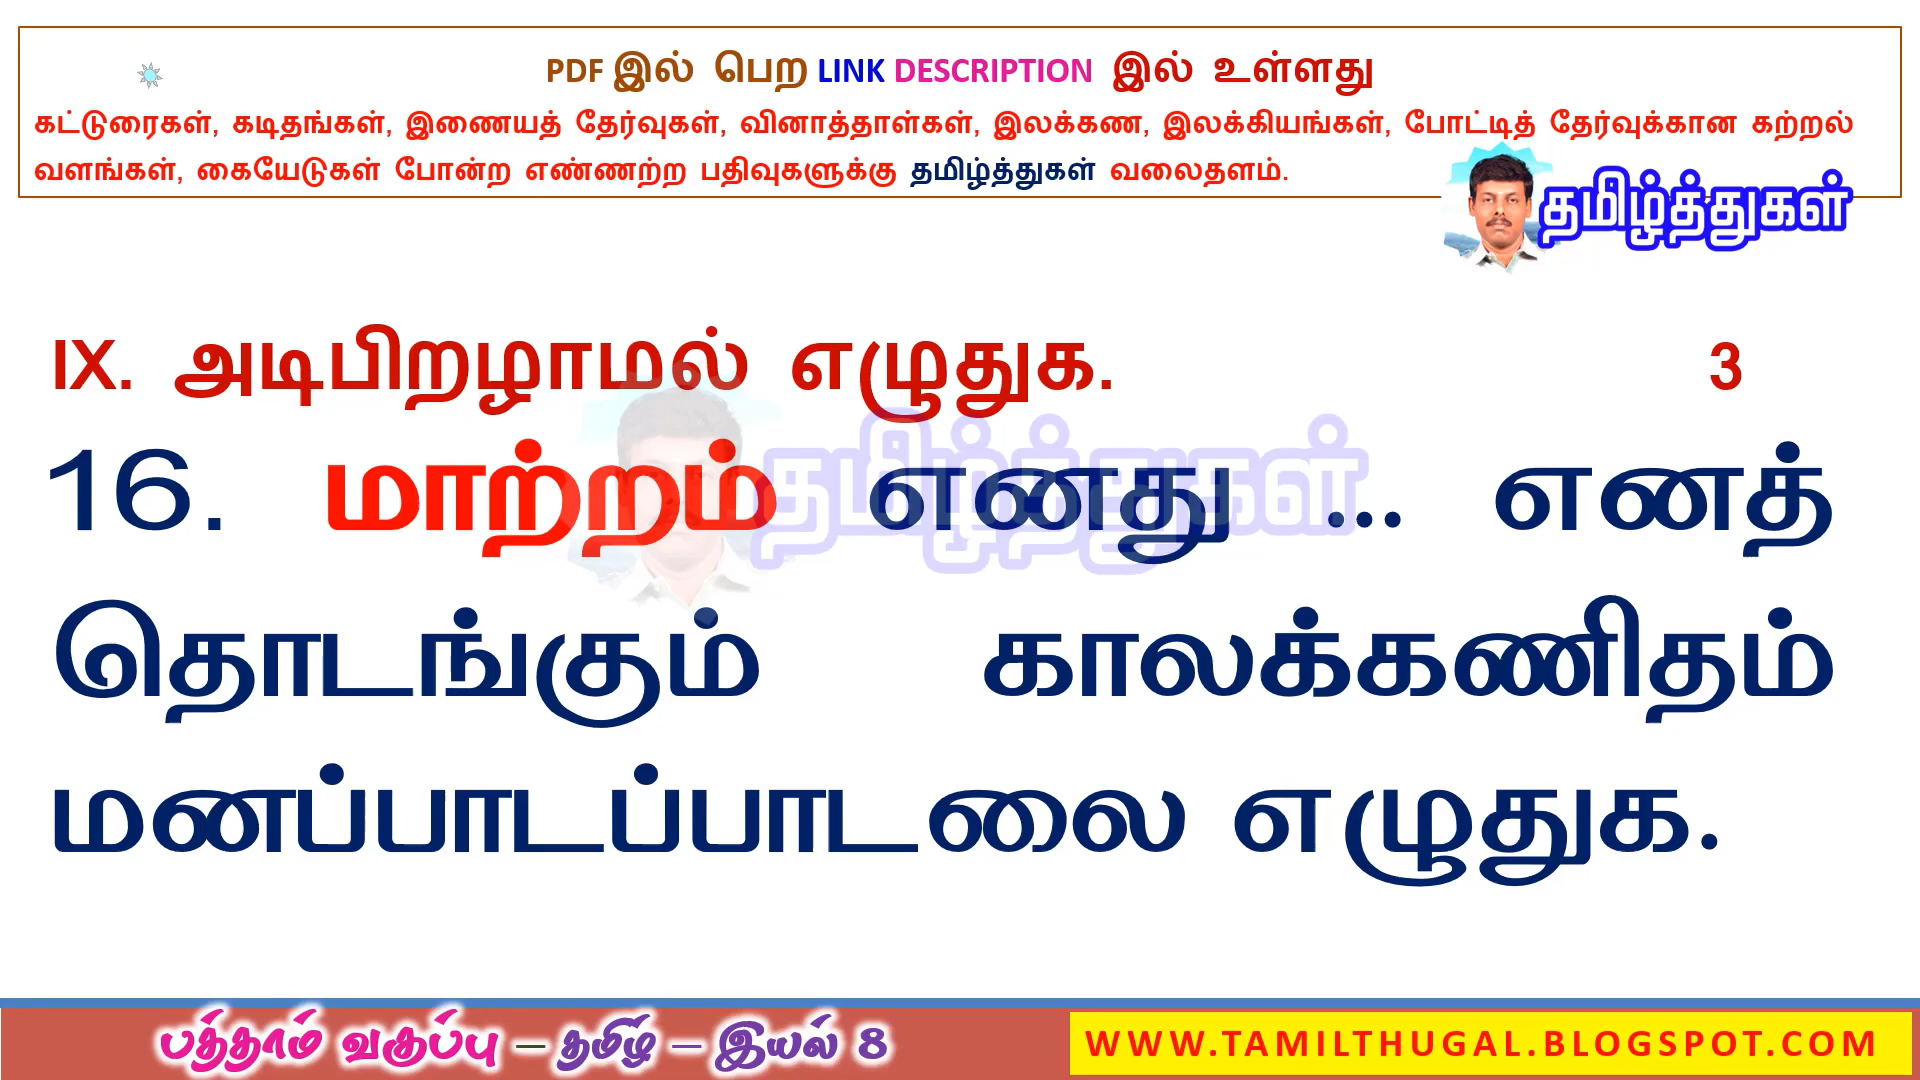 PDF இல் பெற LINK DESCRIPTION இல் உள்ளது
கட்டுரைகள், கடிதங்கள், இணையத் தேர்வுகள், வினாத்தாள்கள், இலக்கண, இலக்கியங்கள், போட்டித் தேர்வுக்கான கற்றல்
வளங்கள், கையேடுகள் போன்ற எண்ணற்ற பதிவுகளுக்கு தமிழ்த்துகள் வலைதளம்.
தமிழ்த்துகள்
IX. அடிபிறழாமல் எழுதுக. 3
தமிழ்த்துகள்
16. மாற்றம் எனது ... எனத்
தொடங்கும் காலக்கணிதம்
மனப்பாடப்பாடலை எழுதுக.
பத்தாம் வகுப்பு – தமிழ் – இயல் 8
WWW.TAMILTHUGAL.BLOGSPOT.COM